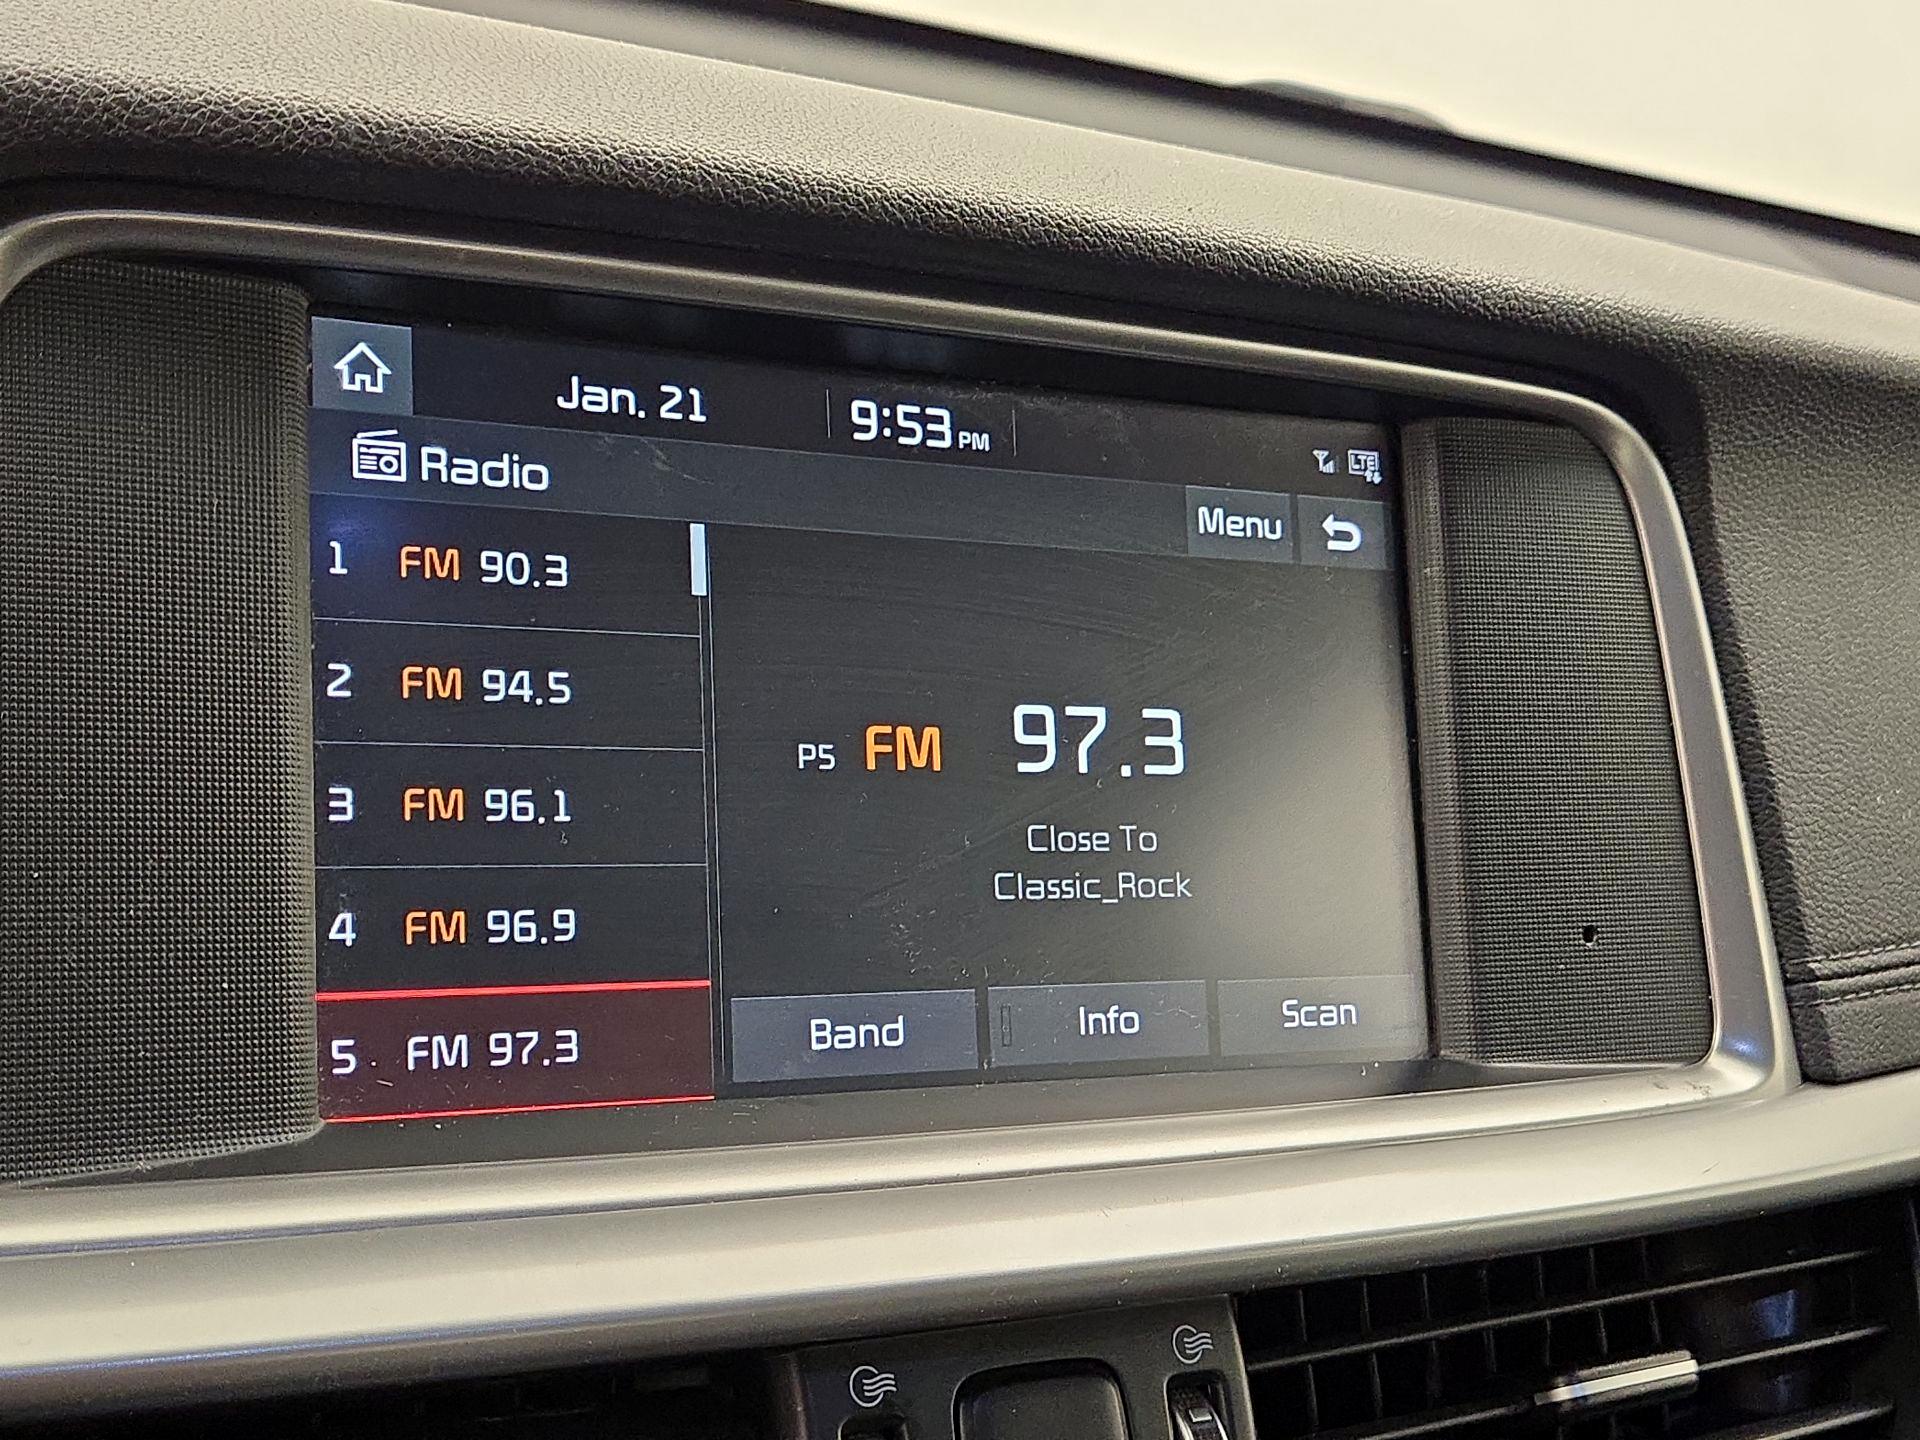 Jan. 21 9:53 PM
LTE
Radio
Menu
1 FM 90.3
2 FM 94.5
3 FM 96.1
4 FM 96.9
5 FM 97.3
P5 FM 97.3
Close To
Classic_Rock
Band Info Scan